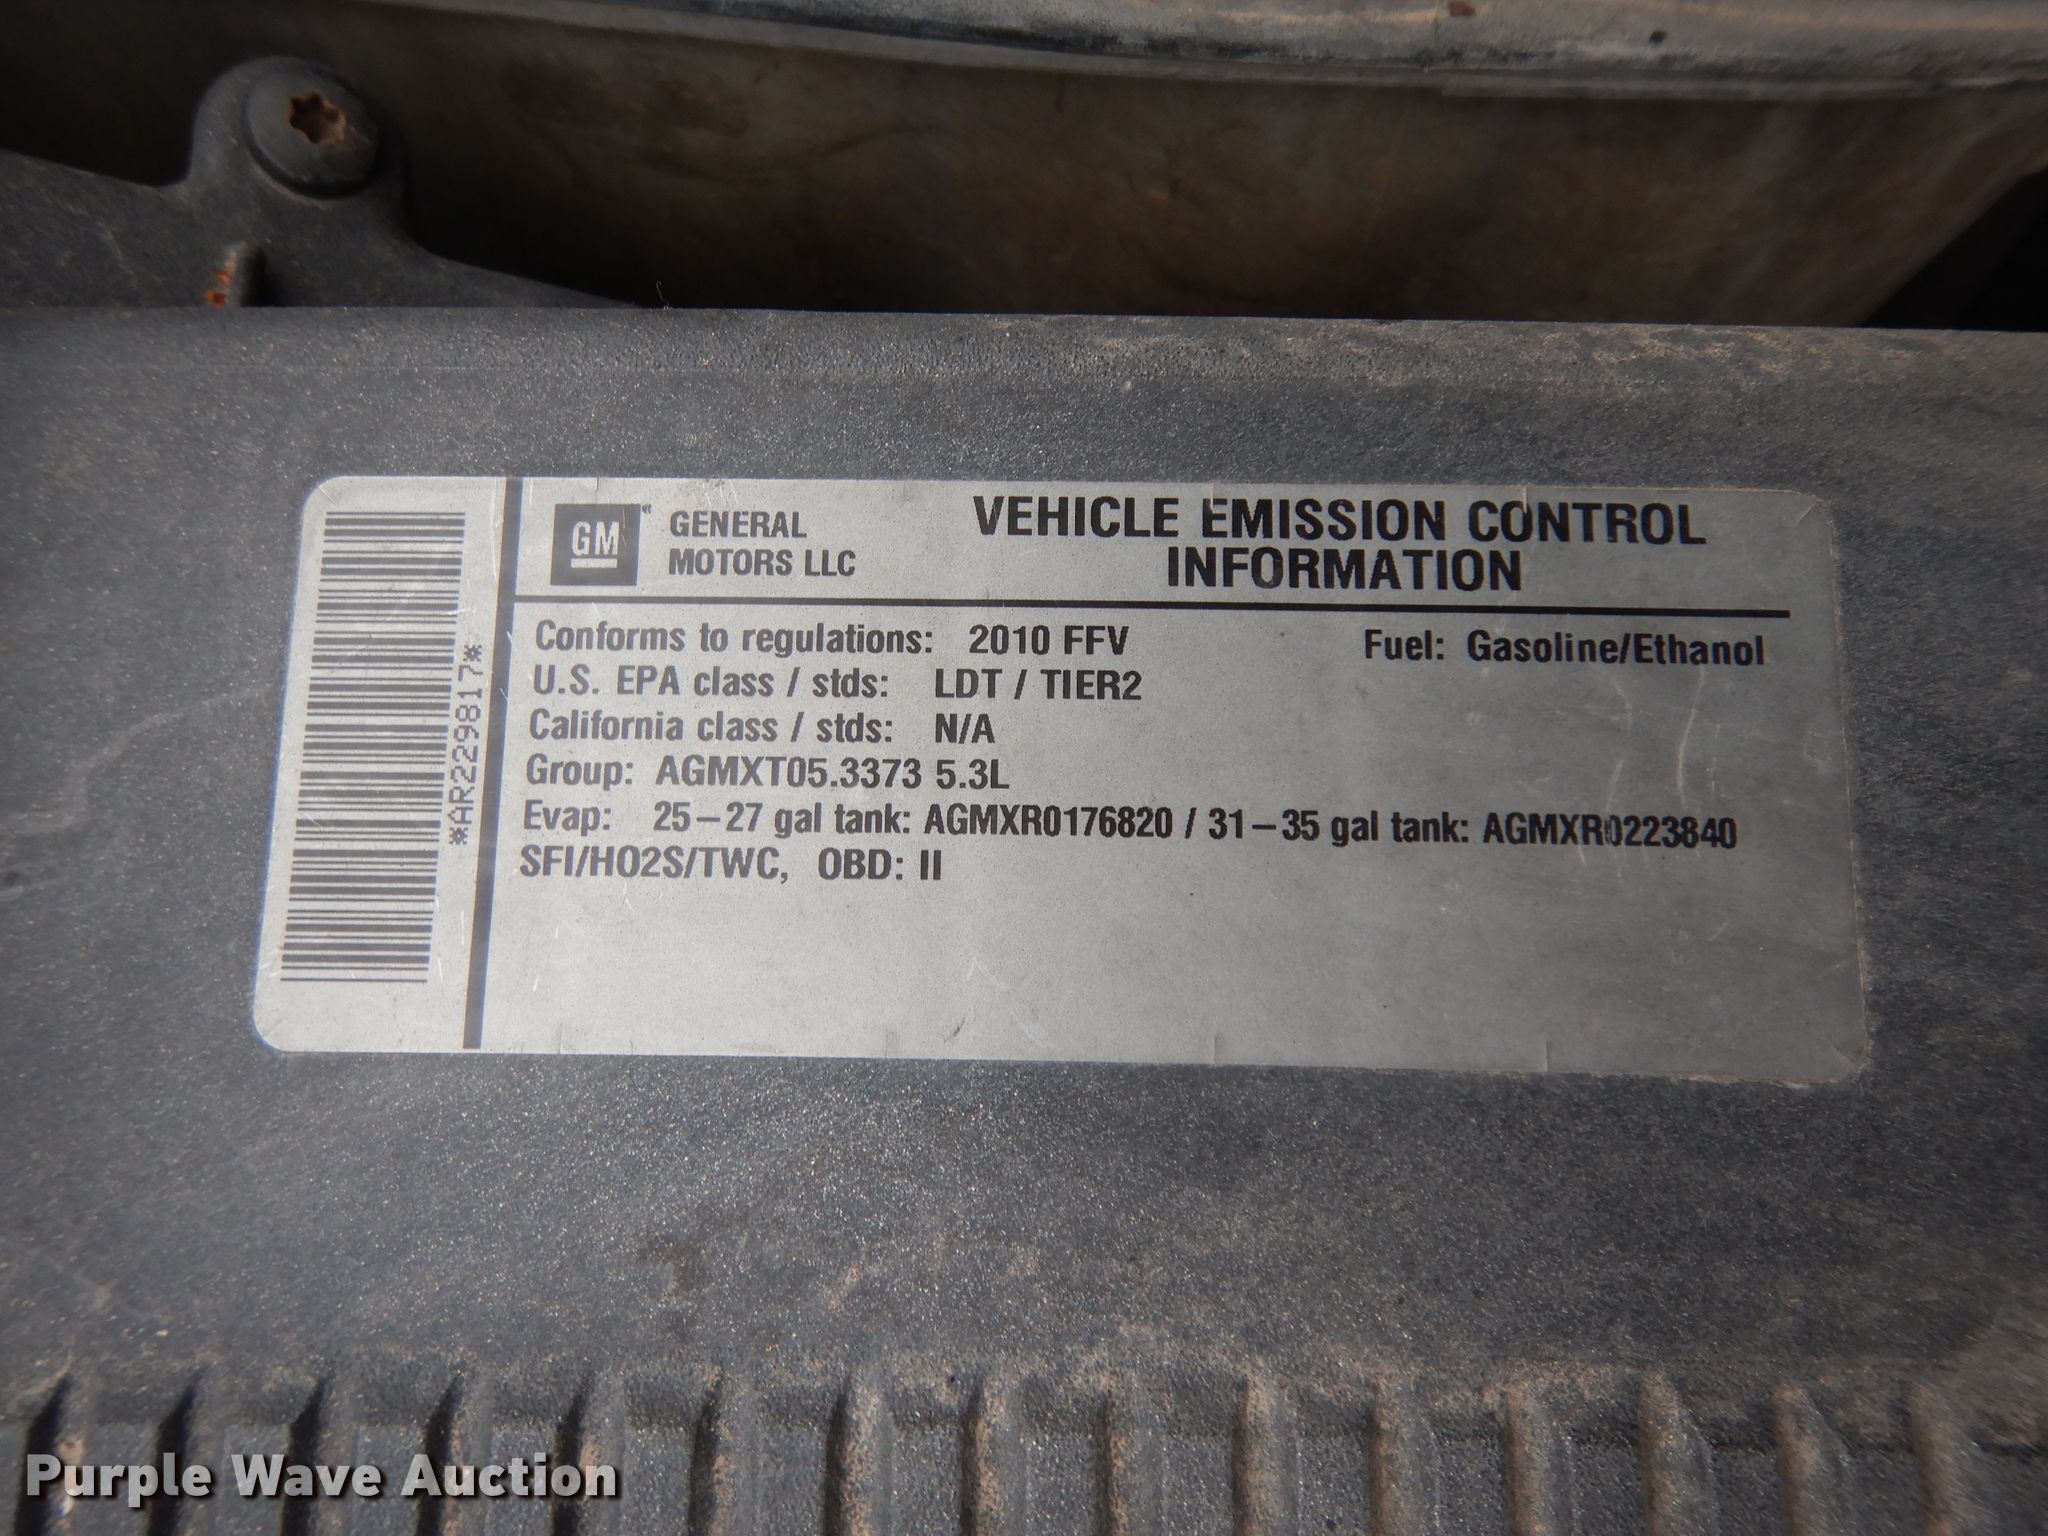 *AR229817*
GM
GENERAL
MOTORS LLC
VEHICLE EMISSION CONTROL
INFORMATION
Conforms to regulations: 2010 FFV Fuel: Gasoline/Ethanol
U.S. EPA class / stds: LDT / TIER2
California class / stds: N/A
Group: AGMXT05.3373 5.3L
Evap: 25-27 gal tank: AGMXR0176820 / 31-35 gal tank: AGMXR0223840
SFI/HO2S/TWC, OBD: II
Purple Wave Auction